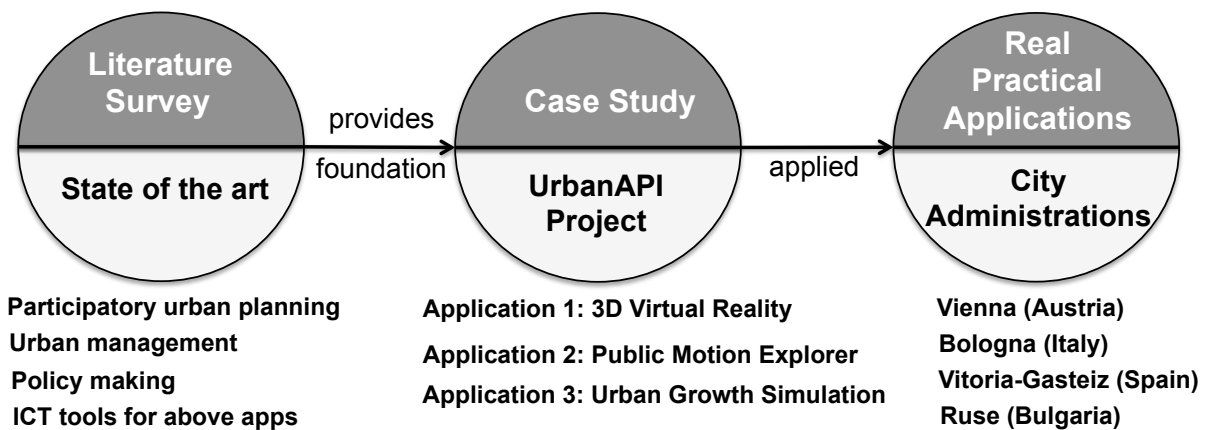 Literature
Survey
State of the art
provides
foundation
Case Study
UrbanAPI
Project
applied
Real
Practical
Applications
City
Administrations
Participatory urban planning
Urban management
Policy making
ICT tools for above apps
Application 1: 3D Virtual Reality
Application 2: Public Motion Explorer
Application 3: Urban Growth Simulation
Vienna (Austria)
Bologna (Italy)
Vitoria-Gasteiz (Spain)
Ruse (Bulgaria)